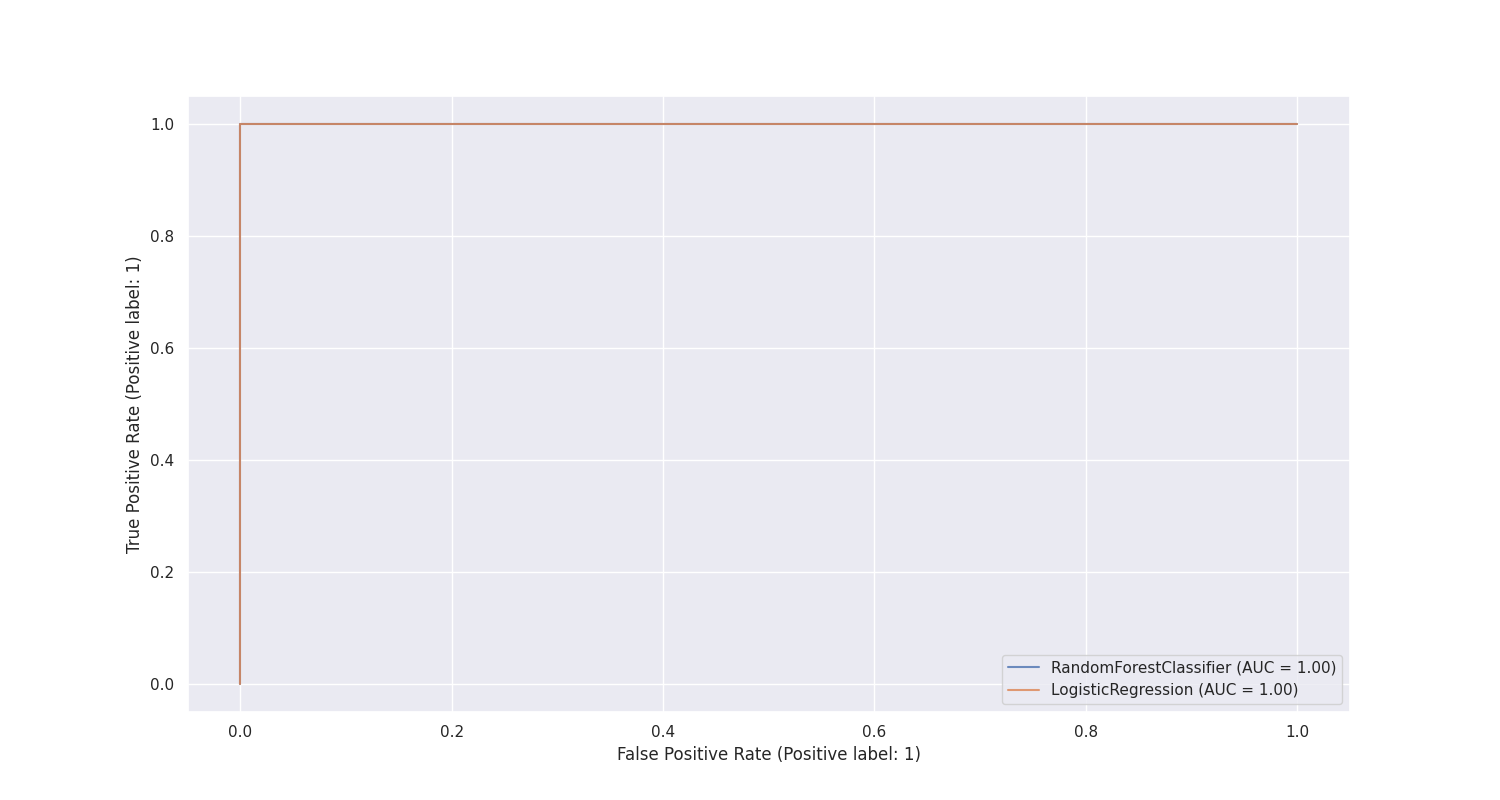 1.0
0.8
0.6
0.4
0.2
0.0
True Positive Rate (Positive label: 1)
RandomForestClassifier (AUC = 1.00)
LogisticRegression (AUC = 1.00)
0.0 0.2 0.4 0.6 0.8 1.0
False Positive Rate (Positive label: 1)